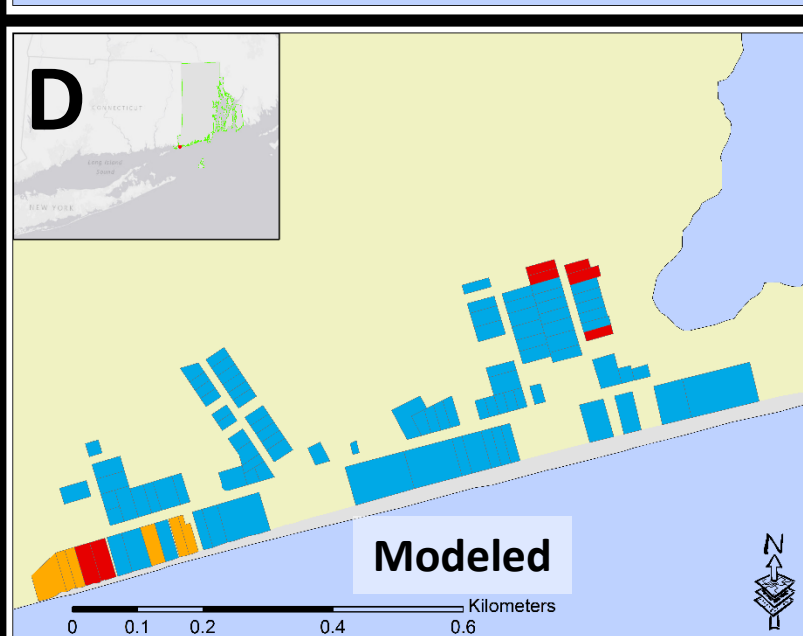 D
CONNECTICUT
Long Island
Sound
NEW YORK
Modeled
N
Kilometers
0 0.1 0.2 0.4 0.6